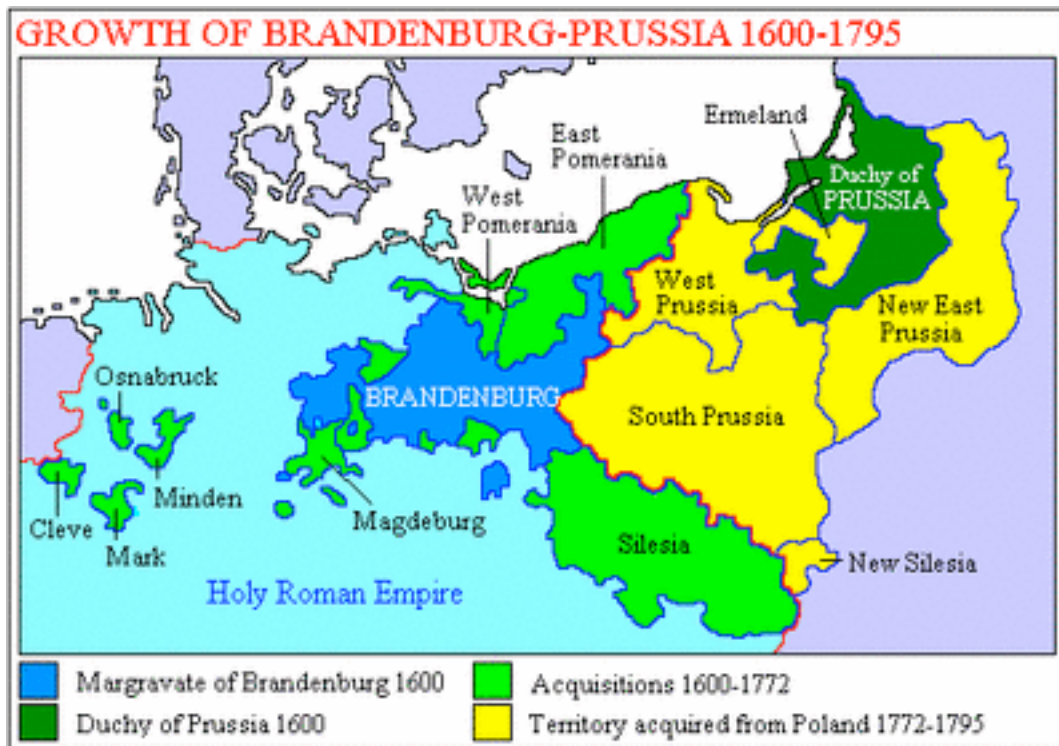 GROWTH OF BRANDENBURG-PRUSSIA 1600-1795
Ermeland
East
Pomerania
West
Pomerania
Duchy of
PRUSSIA
West
Prussia
New East
Prussia
Osnabruck
BRANDENBURG
South Prussia
Minden
Cleve
Magdeburg
Mark
Silesia
New Silesia
Holy Roman Empire
Margravate of Brandenburg 1600
Acquisitions 1600-1772
Duchy of Prussia 1600
Territory acquired from Poland 1772-1795